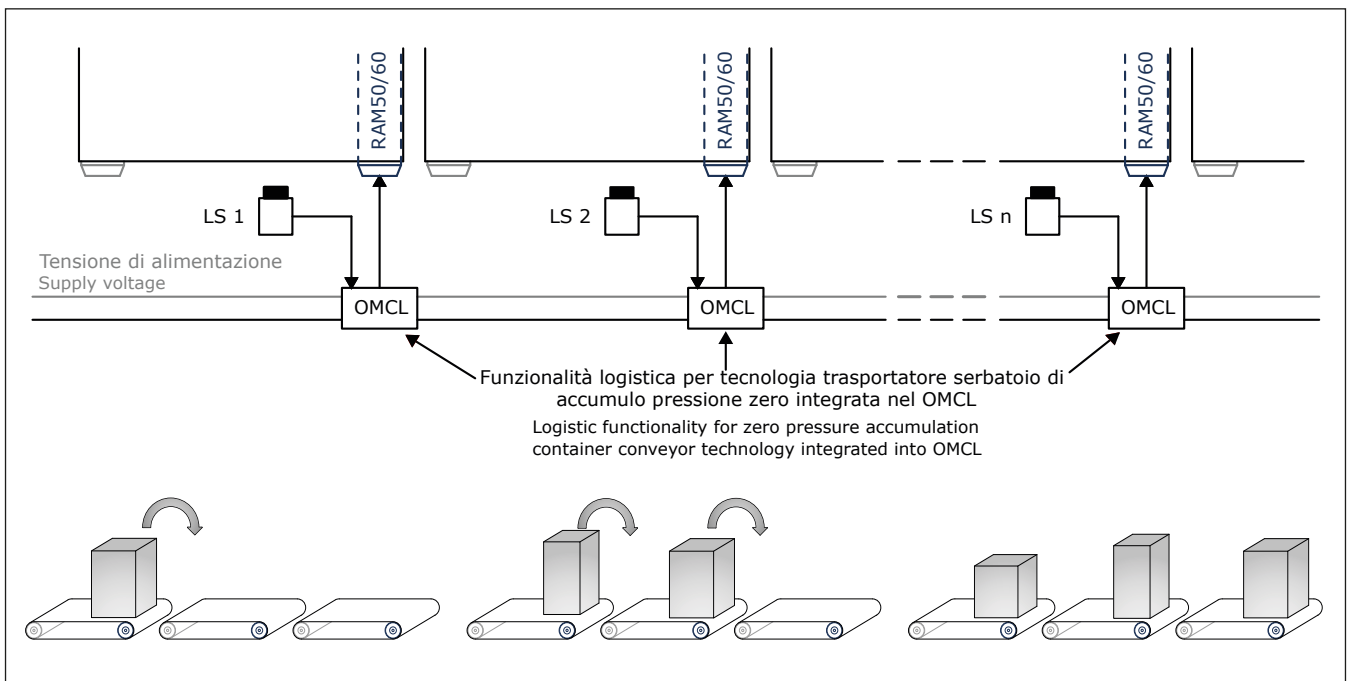 RAM50/60
RAM50/60
RAM50/60
LS 1
LS 2
LS n
Tensione di alimentazione
Supply voltage
OMCL
OMCL
OMCL
Funzionalità logistica per tecnologia trasportatore serbatoio di
accumulo pressione zero integrata nel OMCL
Logistic functionality for zero pressure accumulation
container conveyor technology integrated into OMCL